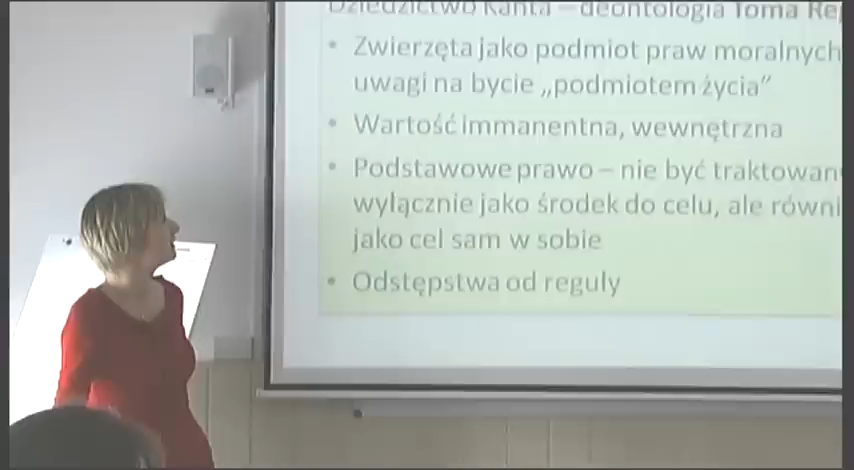 Dziedzictwo Kanta – deontologia Toma
• Zwierzęta jako podmiot praw moralnych
uwagi na bycie „podmiotem życia”
• Wartość immanentna, wewnętrzna
• Podstawowe prawo – nie być
wyłącznie jako środek do celu, ale
jako cel sam w sobie
• Odstępstwa od reguły